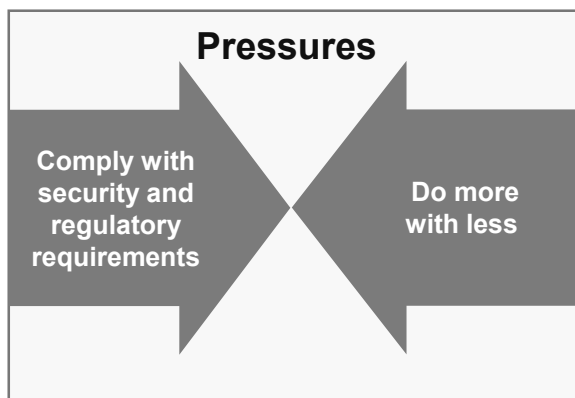 Pressures
Comply with
security and
regulatory
requirements
Do more
with less